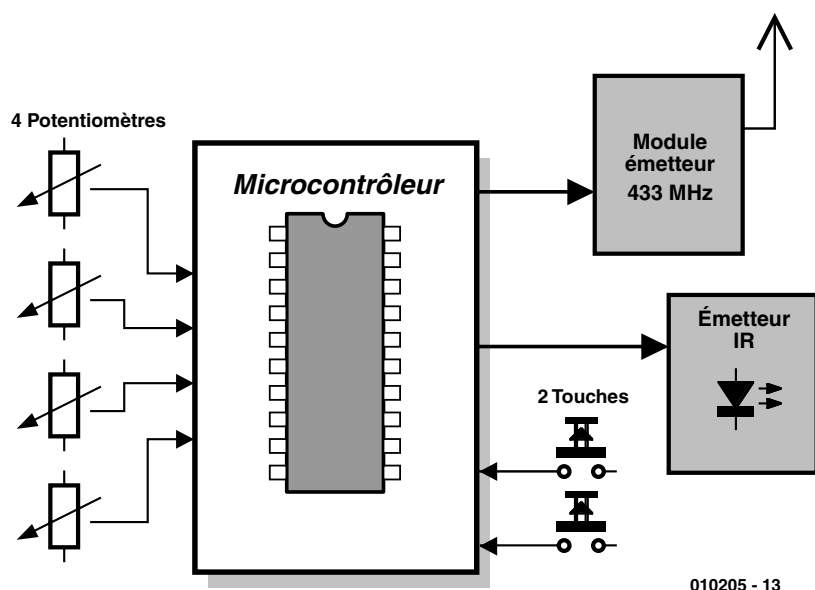 4 Potentiomètres
Microcontrôleur
Module
émetteur
433 MHz
Émetteur
IR
2 Touches
010205 - 13